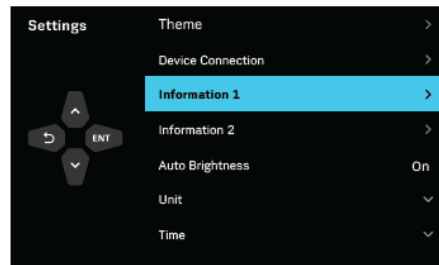 Settings
Theme
Device Connection
Information 1
Information 2
Auto Brightness On
Unit
Time
ENT